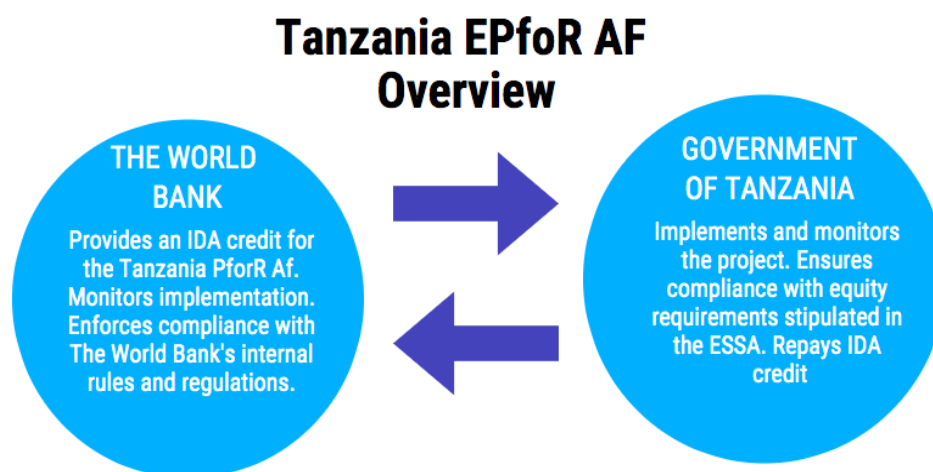 Tanzania EPfoR AF
Overview
THE WORLD
BANK
Provides an IDA credit for
the Tanzania PforR Af.
Monitors implementation.
Enforces compliance with
The World Bank's internal
rules and regulations.
GOVERNMENT
OF TANZANIA
Implements and monitors
the project. Ensures
compliance with equity
requirements stipulated in
the ESSA. Repays IDA
credit